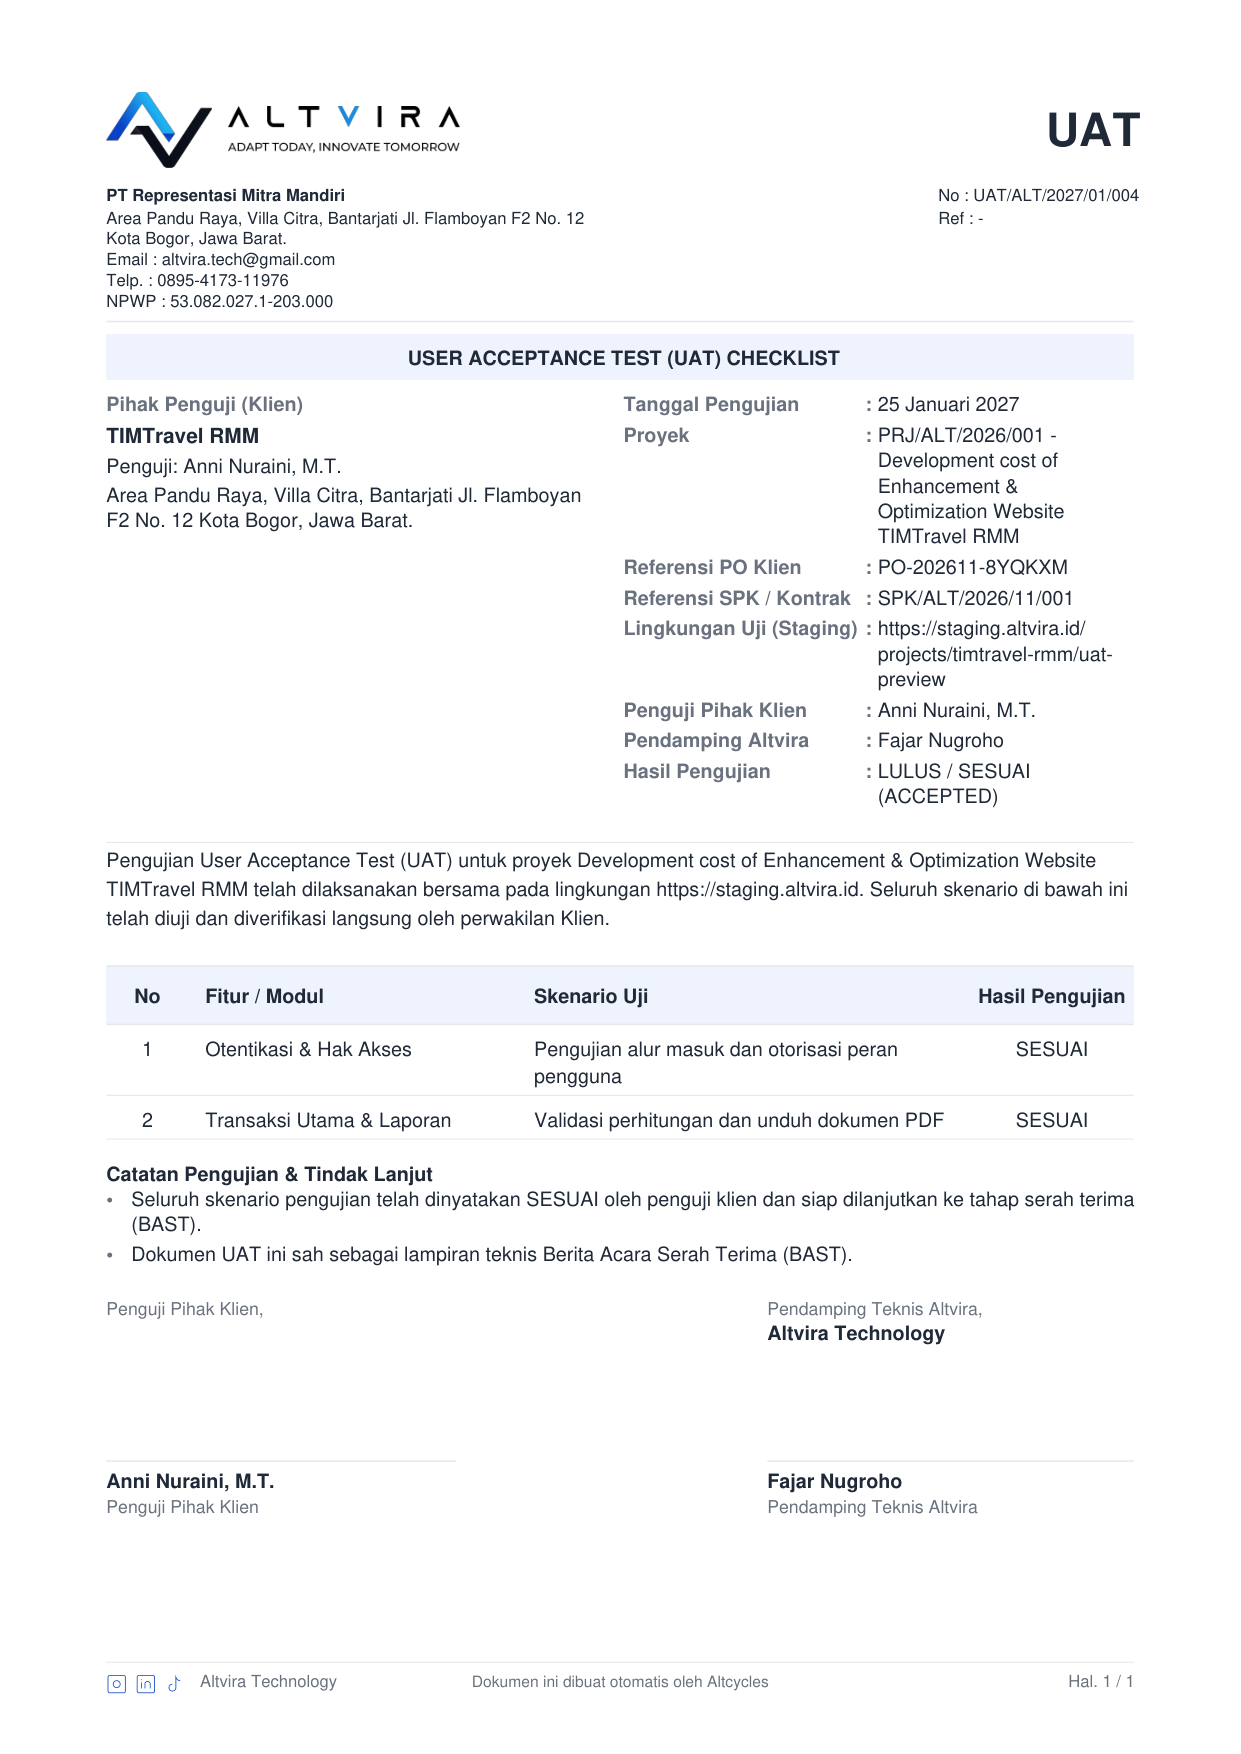 ALTVIRA
ADAPT TODAY, INNOVATE TOMORROW
UAT
PT Representasi Mitra Mandiri
Area Pandu Raya, Villa Citra, Bantarjati Jl. Flamboyan F2 No. 12
Kota Bogor, Jawa Barat.
Email : altvira.tech@gmail.com
Telp. : 0895-4173-11976
NPWP : 53.082.027.1-203.000
No : UAT/ALT/2027/01/004
Ref : -
USER ACCEPTANCE TEST (UAT) CHECKLIST
Pihak Penguji (Klien)
TIMTravel RMM
Penguji: Anni Nuraini, M.T.
Area Pandu Raya, Villa Citra, Bantarjati Jl. Flamboyan
F2 No. 12 Kota Bogor, Jawa Barat.
Tanggal Pengujian : 25 Januari 2027
Proyek : PRJ/ALT/2026/001 -
Development cost of
Enhancement &
Optimization Website
TIMTravel RMM
Referensi PO Klien : PO-202611-8YQKXM
Referensi SPK / Kontrak : SPK/ALT/2026/11/001
Lingkungan Uji (Staging) : https://staging.altvira.id/
projects/timtravel-rmm/uat-
preview
Penguji Pihak Klien : Anni Nuraini, M.T.
Pendamping Altvira : Fajar Nugroho
Hasil Pengujian : LULUS / SESUAI
(ACCEPTED)
Pengujian User Acceptance Test (UAT) untuk proyek Development cost of Enhancement & Optimization Website
TIMTravel RMM telah dilaksanakan bersama pada lingkungan https://staging.altvira.id. Seluruh skenario di bawah ini
telah diuji dan diverifikasi langsung oleh perwakilan Klien.
No Fitur / Modul Skenario Uji Hasil Pengujian
1 Otentikasi & Hak Akses Pengujian alur masuk dan otorisasi peran SESUAI
pengguna
2 Transaksi Utama & Laporan Validasi perhitungan dan unduh dokumen PDF SESUAI
Catatan Pengujian & Tindak Lanjut
• Seluruh skenario pengujian telah dinyatakan SESUAI oleh penguji klien dan siap dilanjutkan ke tahap serah terima
(BAST).
• Dokumen UAT ini sah sebagai lampiran teknis Berita Acara Serah Terima (BAST).
Penguji Pihak Klien,
Pendamping Teknis Altvira,
Altvira Technology
Anni Nuraini, M.T.
Penguji Pihak Klien
Fajar Nugroho
Pendamping Teknis Altvira
Altvira Technology Dokumen ini dibuat otomatis oleh Altcycles Hal. 1 / 1